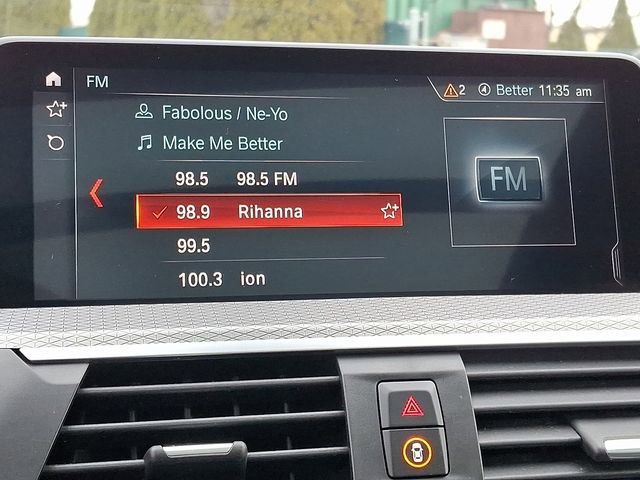 FM
2 Better 11:35 am
Fabolous / Ne-Yo
Make Me Better
98.5 98.5 FM
98.9 Rihanna
99.5
100.3 ion
FM